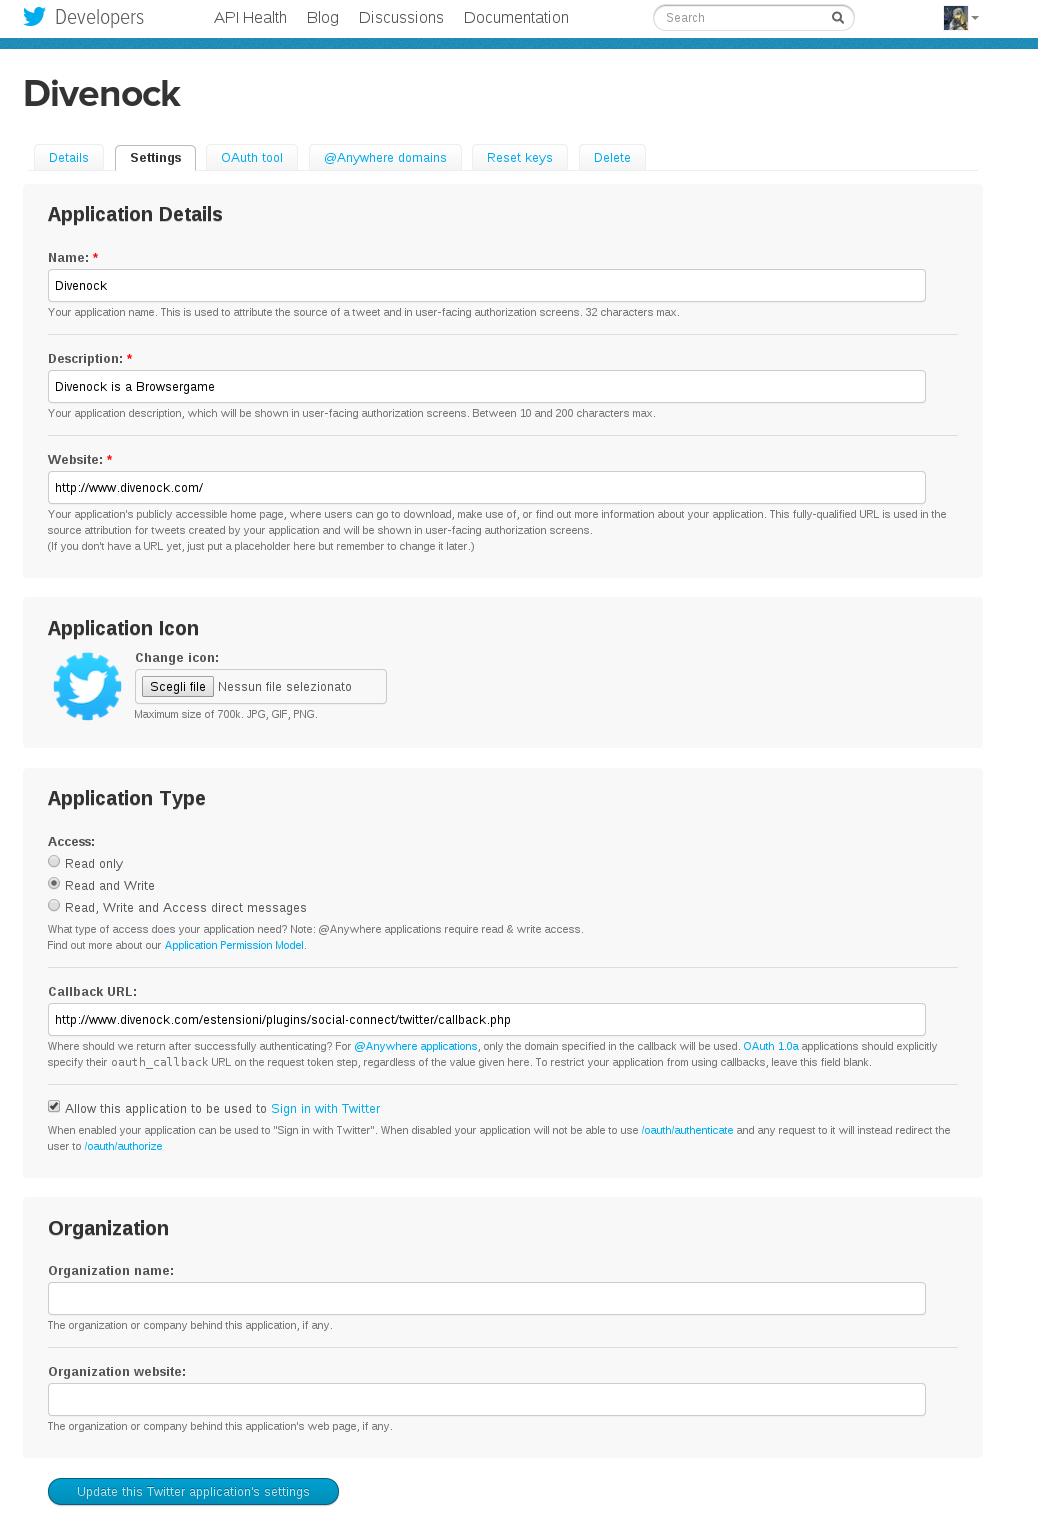 Developers API Health Blog Discussions Documentation Search
Divenock
Details Settings OAuth tool @Anywhere domains Reset keys Delete
Application Details
Name: *
Divenock
Your application name. This is used to attribute the source of a tweet and in user-facing authorization screens. 32 characters max.
Description: *
Divenock is a Browsergame
Your application description, which will be shown in user-facing authorization screens. Between 10 and 200 characters max.
Website: *
http://www.divenock.com/
Your application's publicly accessible home page, where users can go to download, make use of, or find out more information about your application. This fully-qualified URL is used in the
source attribution for tweets created by your application and will be shown in user-facing authorization screens.
(If you don't have a URL yet, just put a placeholder here but remember to change it later.)
Application Icon
Change icon:
Scegli file Nessun file selezionato
Maximum size of 700k. JPG, GIF, PNG.
Application Type
Access:
Read only
Read and Write
Read, Write and Access direct messages
What type of access does your application need? Note: @Anywhere applications require read & write access.
Find out more about our Application Permission Model.
Callback URL:
http://www.divenock.com/estensioni/plugins/social-connect/twitter/callback.php
Where should we return after successfully authenticating? For @Anywhere applications, only the domain specified in the callback will be used. OAuth 1.0a applications should explicitly
specify their oauth_callback URL on the request token step, regardless of the value given here. To restrict your application from using callbacks, leave this field blank.
Allow this application to be used to Sign in with Twitter
When enabled your application can be used to "Sign in with Twitter". When disabled your application will not be able to use /oauth/authenticate and any request to it will instead redirect the
user to /oauth/authorize
Organization
Organization name:
The organization or company behind this application, if any.
Organization website:
The organization or company behind this application's web page, if any.
Update this Twitter application's settings